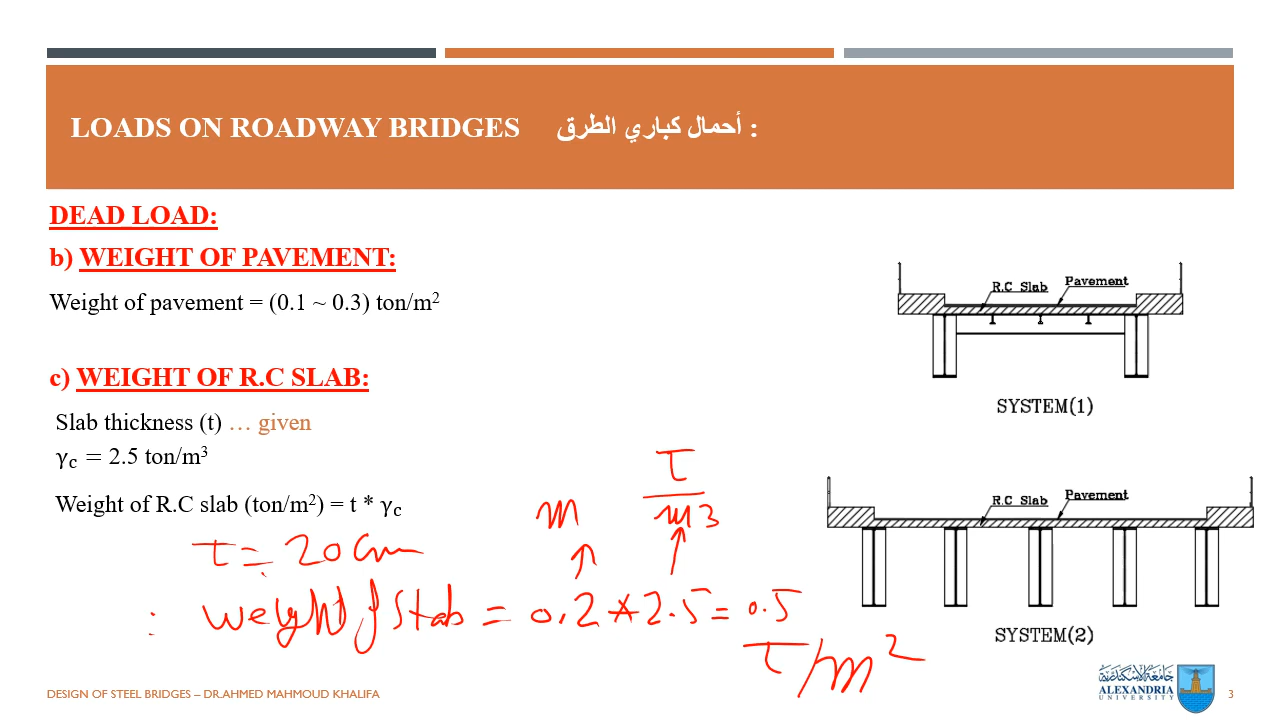 LOADS ON ROADWAY BRIDGES أحمال كباري الطرق :
DEAD LOAD:
b) WEIGHT OF PAVEMENT:
Weight of pavement = (0.1 ~ 0.3) ton/m²
c) WEIGHT OF R.C SLAB:
Slab thickness (t) … given
γc = 2.5 ton/m³
Weight of R.C slab (ton/m²) = t * γc
m
T
m3
t = 20 cm
: weight of slab = 0.2 * 2.5 = 0.5
T/m²
R.C Slab
Pavement
SYSTEM(1)
R.C Slab
Pavement
SYSTEM(2)
DESIGN OF STEEL BRIDGES – DR.AHMED MAHMOUD KHALIFA
جامعة الإسكندرية
ALEXANDRIA
UNIVERSITY
3